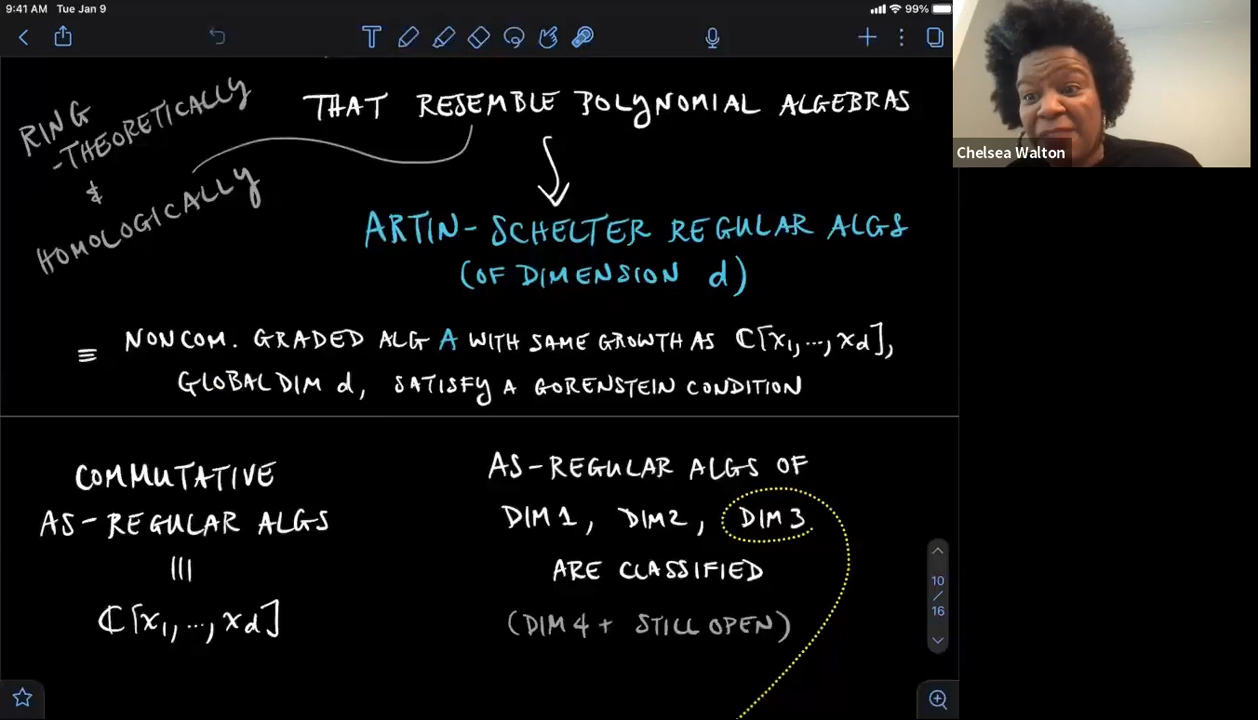 9:41 AM Tue Jan 9
99%
THAT RESEMBLE POLYNOMIAL ALGEBRAS
RING
-THEORETICALLY
&
HOMOLOGICALLY
ARTIN-SCHELTER REGULAR ALGS
(OF DIMENSION d)
≡ NONCOM. GRADED ALG A WITH SAME GROWTH AS ℂ[x₁,...,x_d],
GLOBAL DIM d, SATISFY A GORENSTEIN CONDITION
COMMUTATIVE
AS-REGULAR ALGS
|||
ℂ[x₁,...,x_d]
AS-REGULAR ALGS OF
DIM 1, DIM 2, DIM 3
ARE CLASSIFIED
(DIM 4+ STILL OPEN)
10
/
16
Chelsea Walton